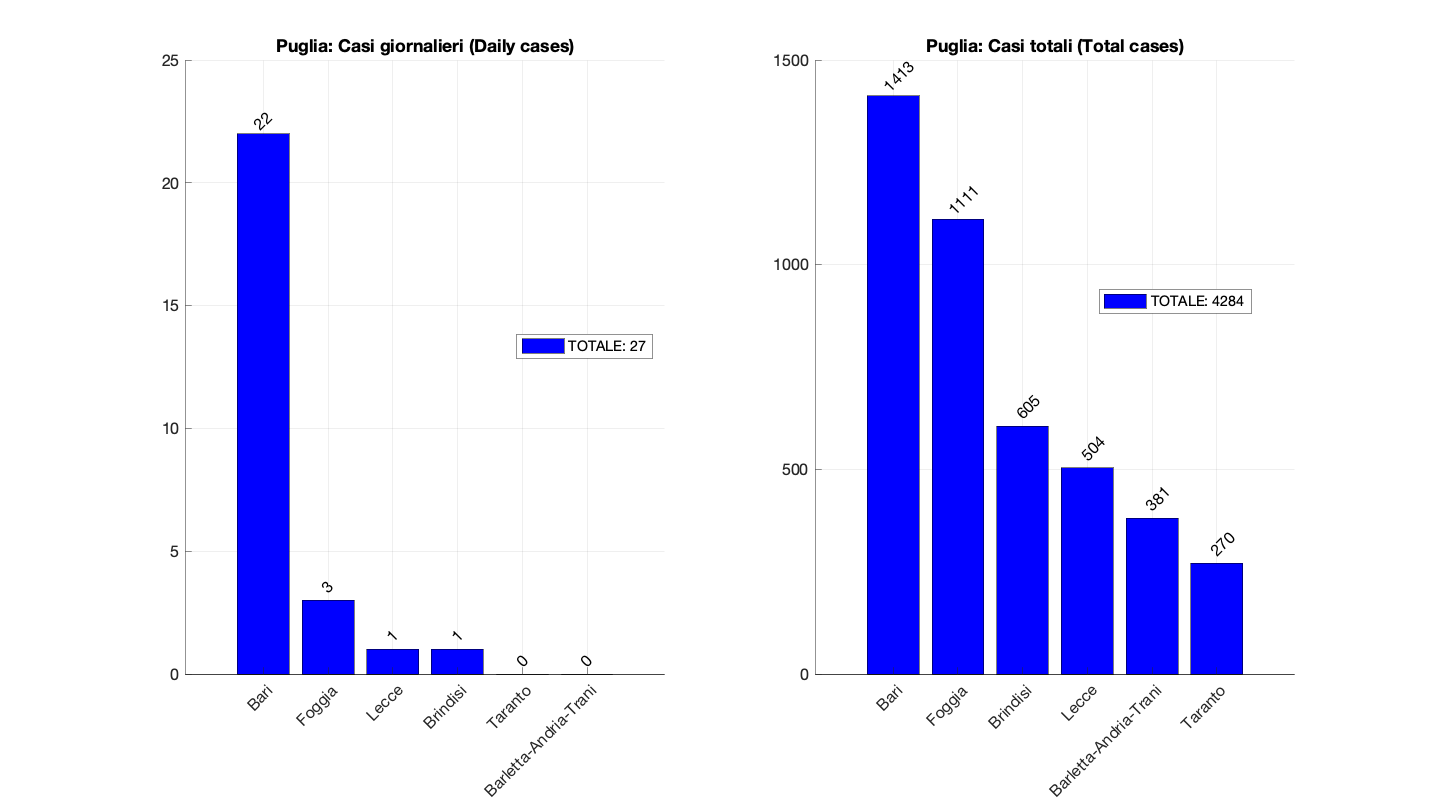 Puglia: Casi giornalieri (Daily cases)
25
20
15
10
5
0
22
3
1
1
0
0
TOTALE: 27
Bari
Foggia
Lecce
Brindisi
Taranto
Barletta-Andria-Trani
Puglia: Casi totali (Total cases)
1500
1000
500
0
1413
1111
605
504
381
270
TOTALE: 4284
Bari
Foggia
Brindisi
Lecce
Barletta-Andria-Trani
Taranto